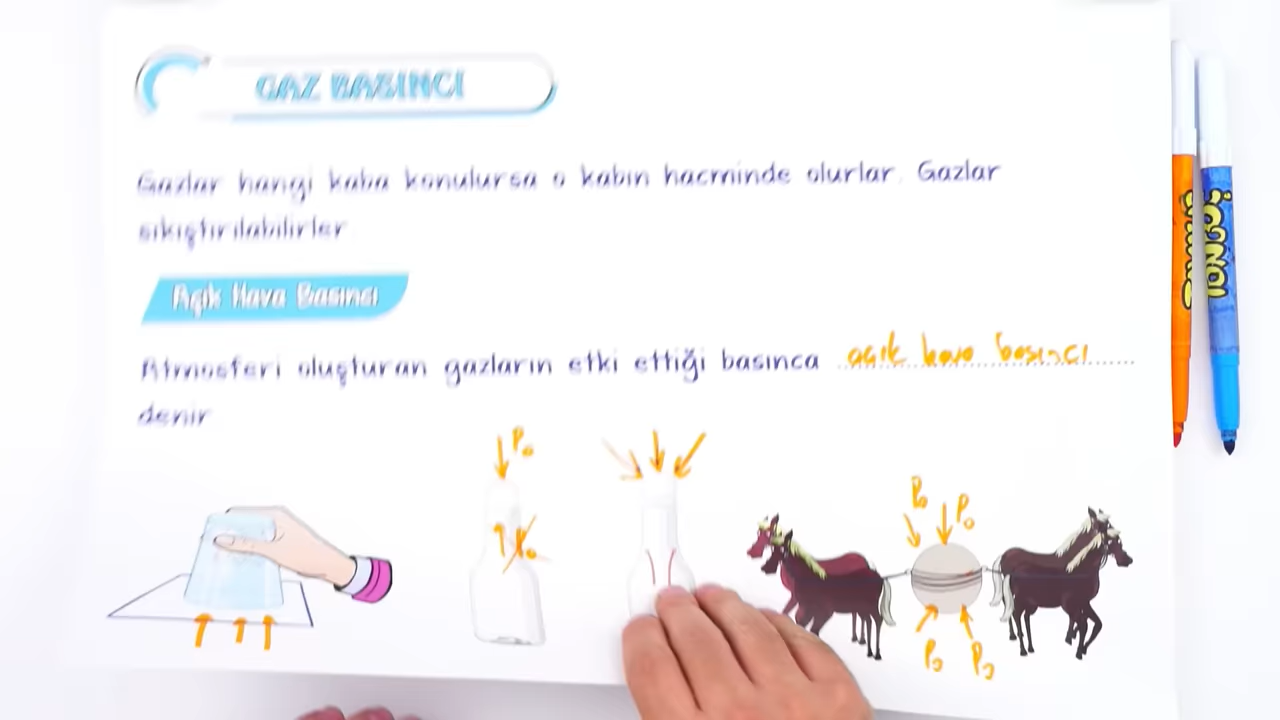 GAZ BASINCI
Gazlar hangi kaba konulursa o kabın hacminde olurlar. Gazlar
sıkıştırılabilirler
Açık Hava Basıncı
Atmosferi oluşturan gazların etki ettiği basınca açık hava basıncı
denir
P₀
P₀
P₀
P₀
P₀
P₀